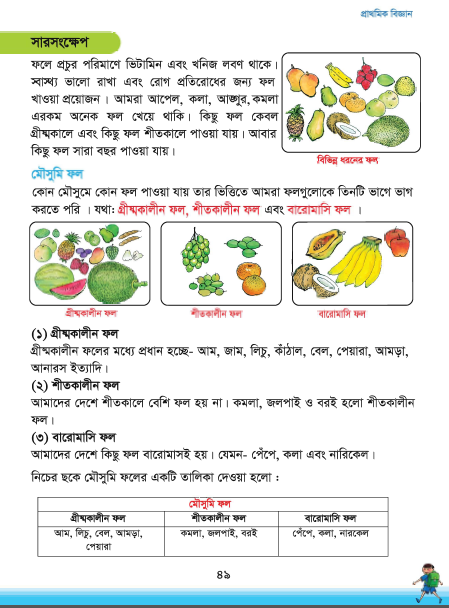 প্রাথমিক বিজ্ঞান
সারসংক্ষেপ
ফলে প্রচুর পরিমাণে ভিটামিন এবং খনিজ লবণ থাকে।
স্বাস্থ্য ভালো রাখা এবং রোগ প্রতিরোধের জন্য ফল
খাওয়া প্রয়োজন । আমরা আপেল, কলা, আঙ্গুর, কমলা
এরকম অনেক ফল খেয়ে থাকি। কিছু ফল কেবল
গ্রীষ্মকালে এবং কিছু ফল শীতকালে পাওয়া যায়। আবার
কিছু ফল সারা বছর পাওয়া যায়।
বিভিন্ন ধরনের ফল
মৌসুমি ফল
কোন মৌসুমে কোন ফল পাওয়া যায় তার ভিত্তিতে আমরা ফলগুলোকে তিনটি ভাগে ভাগ
করতে পরি । যথা: গ্রীষ্মকালীন ফল, শীতকালীন ফল এবং বারোমাসি ফল ।
গ্রীষ্মকালীন ফল
শীতকালীন ফল
বারোমাসি ফল
(১) গ্রীষ্মকালীন ফল
গ্রীষ্মকালীন ফলের মধ্যে প্রধান হচ্ছে- আম, জাম, লিচু, কাঁঠাল, বেল, পেয়ারা, আমড়া,
আনারস ইত্যাদি।
(২) শীতকালীন ফল
আমাদের দেশে শীতকালে বেশি ফল হয় না। কমলা, জলপাই ও বরই হলো শীতকালীন
ফল।
(৩) বারোমাসি ফল
আমাদের দেশে কিছু ফল বারোমাসই হয়। যেমন- পেঁপে, কলা এবং নারিকেল।
নিচের ছকে মৌসুমি ফলের একটি তালিকা দেওয়া হলো :
মৌসুমি ফল
গ্রীষ্মকালীন ফল শীতকালীন ফল বারোমাসি ফল
আম, লিচু, বেল, আমড়া, কমলা, জলপাই, বরই পেঁপে, কলা, নারকেল
পেয়ারা
৪৯